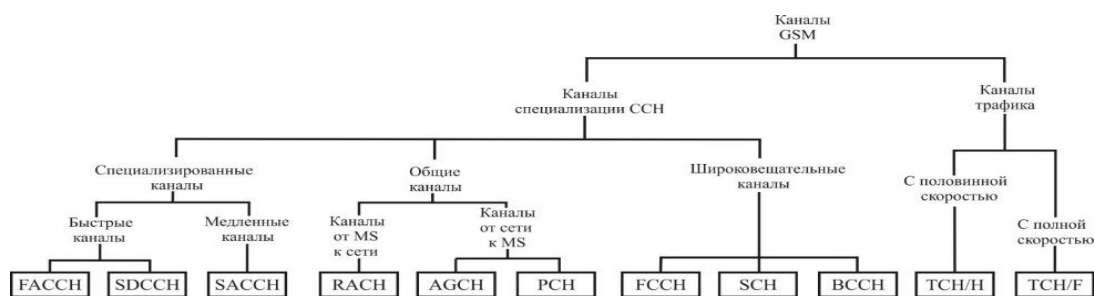 Каналы
GSM
Каналы
специализации CCH
Каналы
трафика
Специализированные
каналы
Общие
каналы
Широковещательные
каналы
С половинной
скоростью
Быстрые
каналы
Медленные
каналы
Каналы
от MS
к сети
Каналы
от сети
к MS
С полной
скоростью
FACCH
SDCCH
SACCH
RACH
AGCH
PCH
FCCH
SCH
BCCH
TCH/H
TCH/F